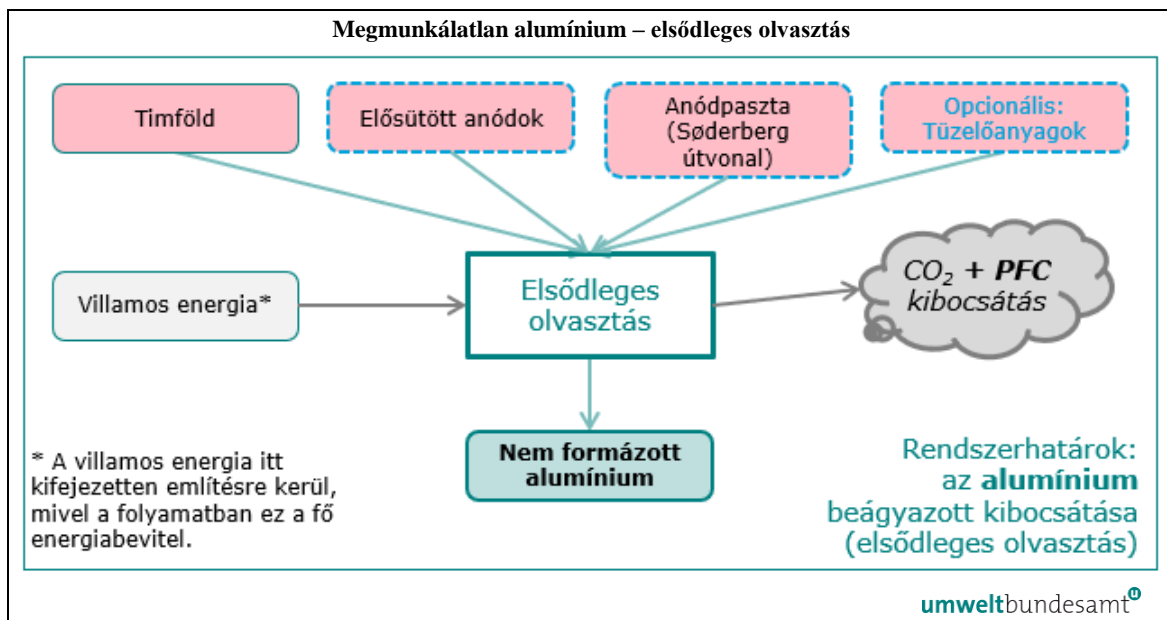 Megmunkálatlan alumínium – elsődleges olvasztás
Timföld
Elősütött anódok
Anódpaszta
(Søderberg
útvonal)
Opcionális:
Tüzelőanyagok
Villamos energia*
Elsődleges
olvasztás
CO₂ + PFC
kibocsátás
Nem formázott
alumínium
* A villamos energia itt
kifejezetten említésre kerül,
mivel a folyamatban ez a fő
energiabevitel.
Rendszerhatárok:
az alumínium
beágyazott kibocsátása
(elsődleges olvasztás)
umweltbundesamt